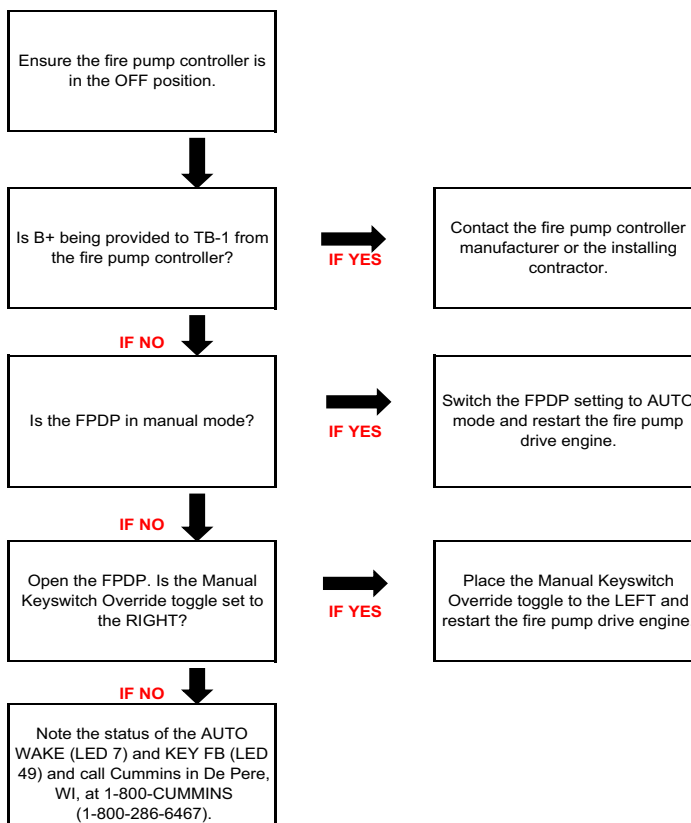 Ensure the fire pump controller is
in the OFF position.
Is B+ being provided to TB-1 from
the fire pump controller?
IF YES
Contact the fire pump controller
manufacturer or the installing
contractor.
IF NO
Is the FPDP in manual mode?
IF YES
Switch the FPDP setting to AUTO
mode and restart the fire pump
drive engine.
IF NO
Open the FPDP. Is the Manual
Keyswitch Override toggle set to
the RIGHT?
IF YES
Place the Manual Keyswitch
Override toggle to the LEFT and
restart the fire pump drive engine.
IF NO
Note the status of the AUTO
WAKE (LED 7) and KEY FB (LED
49) and call Cummins in De Pere,
WI, at 1-800-CUMMINS
(1-800-286-6467).